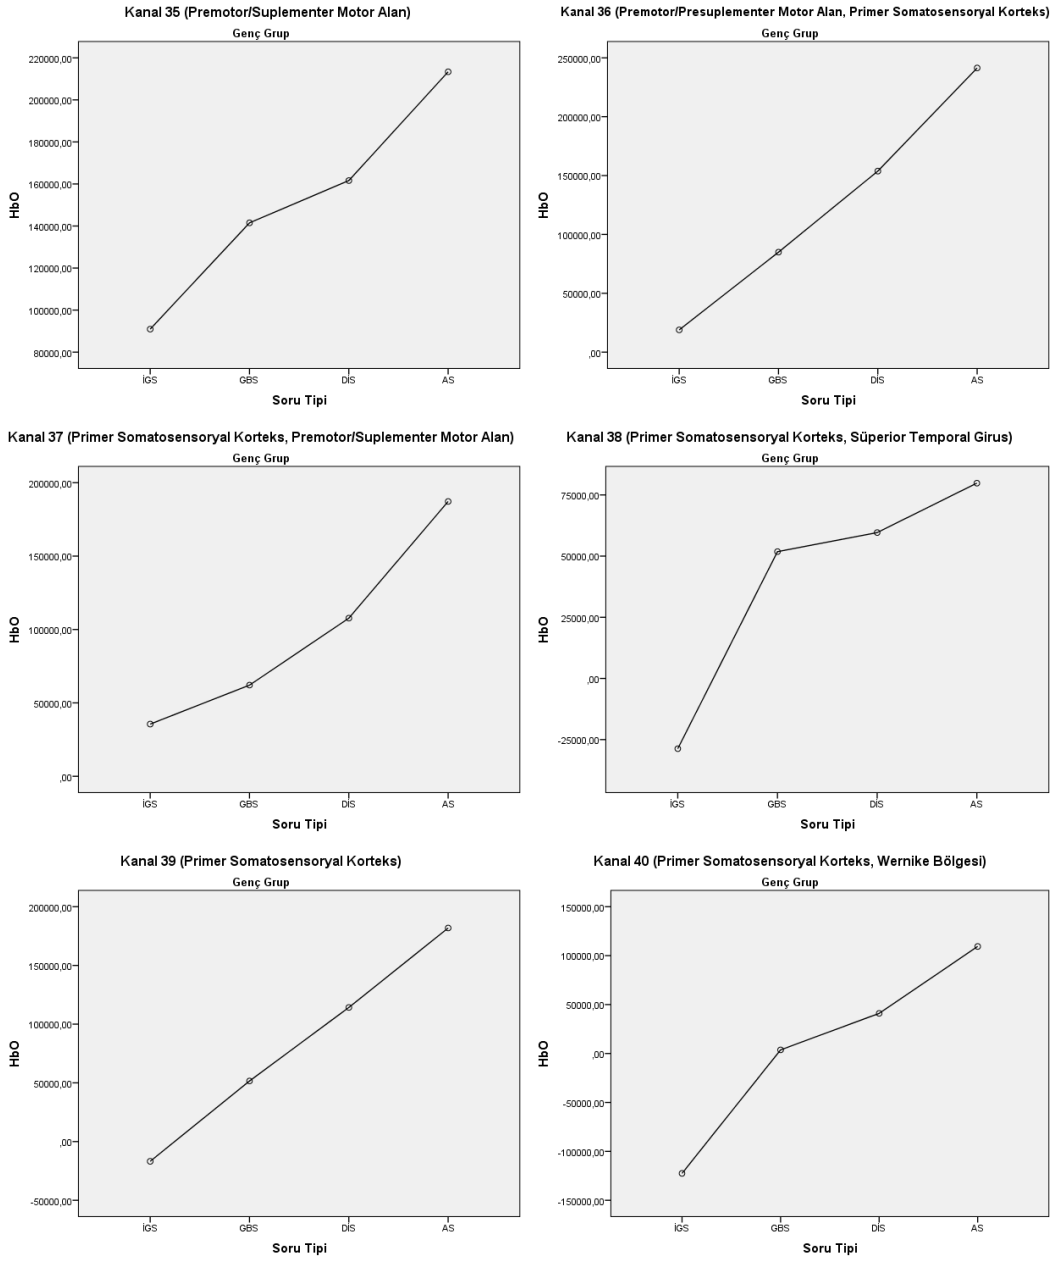 Kanal 35 (Premotor/Suplementer Motor Alan)
Genç Grup
220000,00
200000,00
180000,00
160000,00
140000,00
120000,00
100000,00
80000,00
HbO
İGS
GBS
DİS
AS
Soru Tipi
Kanal 36 (Premotor/Presuplementer Motor Alan, Primer Somatosensoryal Korteks)
Genç Grup
250000,00
200000,00
150000,00
100000,00
50000,00
,00
HbO
İGS
GBS
DİS
AS
Soru Tipi
Kanal 37 (Primer Somatosensoryal Korteks, Premotor/Suplementer Motor Alan)
Genç Grup
200000,00
150000,00
100000,00
50000,00
,00
HbO
İGS
GBS
DİS
AS
Soru Tipi
Kanal 38 (Primer Somatosensoryal Korteks, Süperior Temporal Girus)
Genç Grup
75000,00
50000,00
25000,00
,00
-25000,00
HbO
İGS
GBS
DİS
AS
Soru Tipi
Kanal 39 (Primer Somatosensoryal Korteks)
Genç Grup
200000,00
150000,00
100000,00
50000,00
,00
-50000,00
HbO
İGS
GBS
DİS
AS
Soru Tipi
Kanal 40 (Primer Somatosensoryal Korteks, Wernike Bölgesi)
Genç Grup
150000,00
100000,00
50000,00
,00
-50000,00
-100000,00
-150000,00
HbO
İGS
GBS
DİS
AS
Soru Tipi